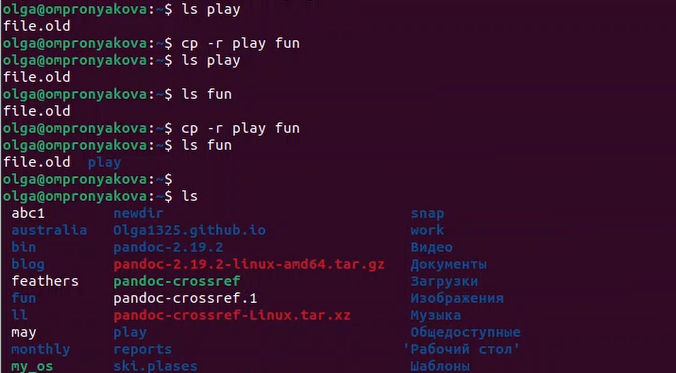 olga@ompronyakova:~$ ls play
file.old
olga@ompronyakova:~$ cp -r play fun
olga@ompronyakova:~$ ls play
file.old
olga@ompronyakova:~$ ls fun
file.old
olga@ompronyakova:~$ cp -r play fun
olga@ompronyakova:~$ ls fun
file.old  play
olga@ompronyakova:~$
olga@ompronyakova:~$ ls
abc1 newdir snap
australia Olga1325.github.io work
bin pandoc-2.19.2 Видео
blog pandoc-2.19.2-linux-amd64.tar.gz Документы
feathers pandoc-crossref Загрузки
fun pandoc-crossref.1 Изображения
ll pandoc-crossref-Linux.tar.xz Музыка
may play Общедоступные
monthly reports 'Рабочий стол'
my_os ski.plases Шаблоны